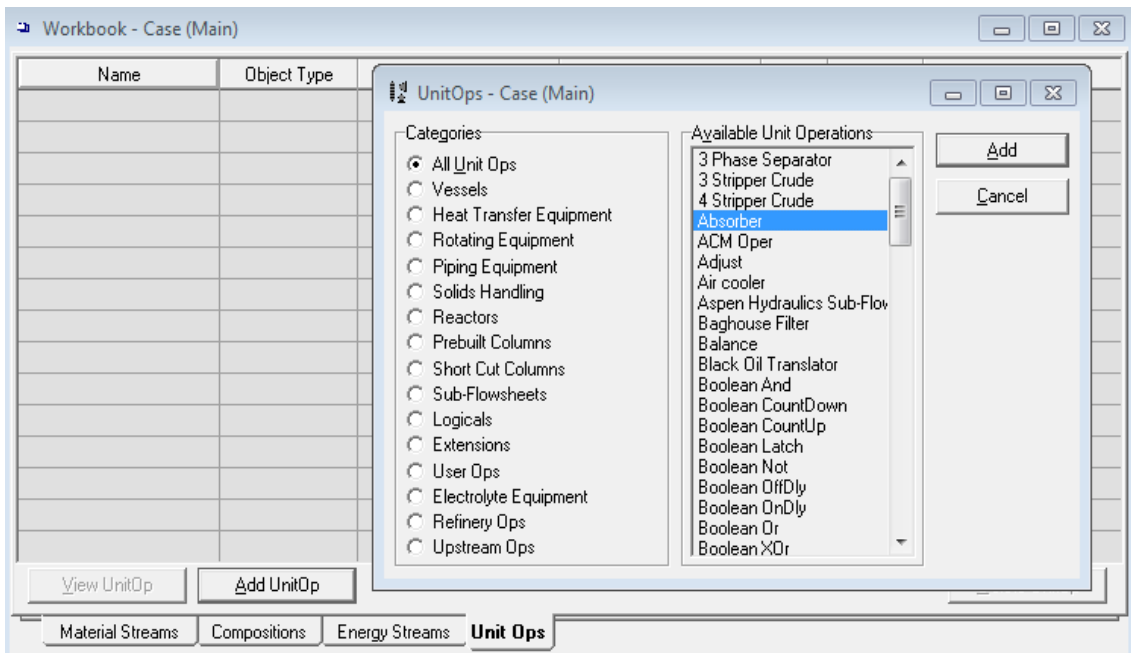 Workbook - Case (Main)
Name
Object Type
UnitOps - Case (Main)
Categories
All Unit Ops
Vessels
Heat Transfer Equipment
Rotating Equipment
Piping Equipment
Solids Handling
Reactors
Prebuilt Columns
Short Cut Columns
Sub-Flowsheets
Logicals
Extensions
User Ops
Electrolyte Equipment
Refinery Ops
Upstream Ops
Available Unit Operations
3 Phase Separator
3 Stripper Crude
4 Stripper Crude
Absorber
ACM Oper
Adjust
Air cooler
Aspen Hydraulics Sub-Flow
Baghouse Filter
Balance
Black Oil Translator
Boolean And
Boolean CountDown
Boolean CountUp
Boolean Latch
Boolean Not
Boolean OffDly
Boolean OnDly
Boolean Or
Boolean XOr
Add
Cancel
View UnitOp
Add UnitOp
Material Streams
Compositions
Energy Streams
Unit Ops